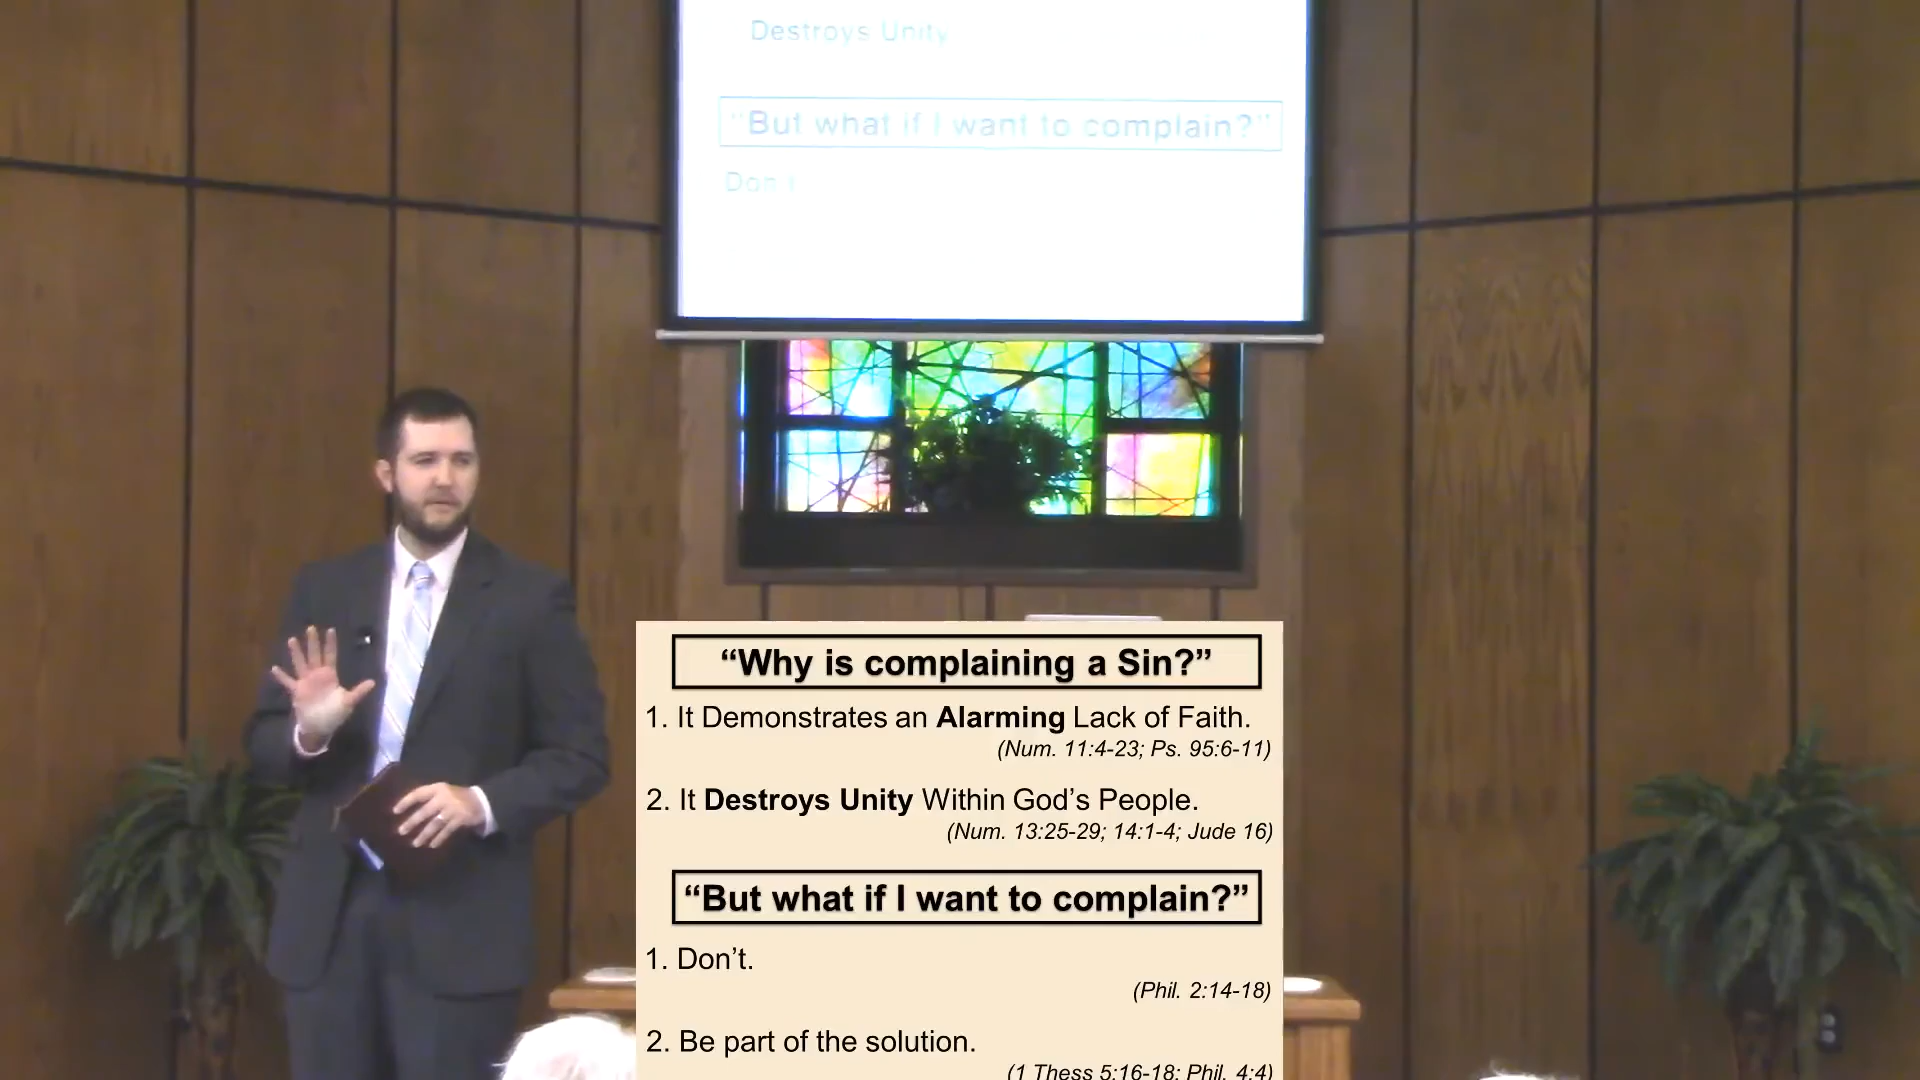 Destroys Unity
"But what if I want to complain?"
Don't
“Why is complaining a Sin?”
1. It Demonstrates an Alarming Lack of Faith.
(Num. 11:4-23; Ps. 95:6-11)
2. It Destroys Unity Within God’s People.
(Num. 13:25-29; 14:1-4; Jude 16)
“But what if I want to complain?”
1. Don’t.
(Phil. 2:14-18)
2. Be part of the solution.
(1 Thess 5:16-18; Phil. 4:4)